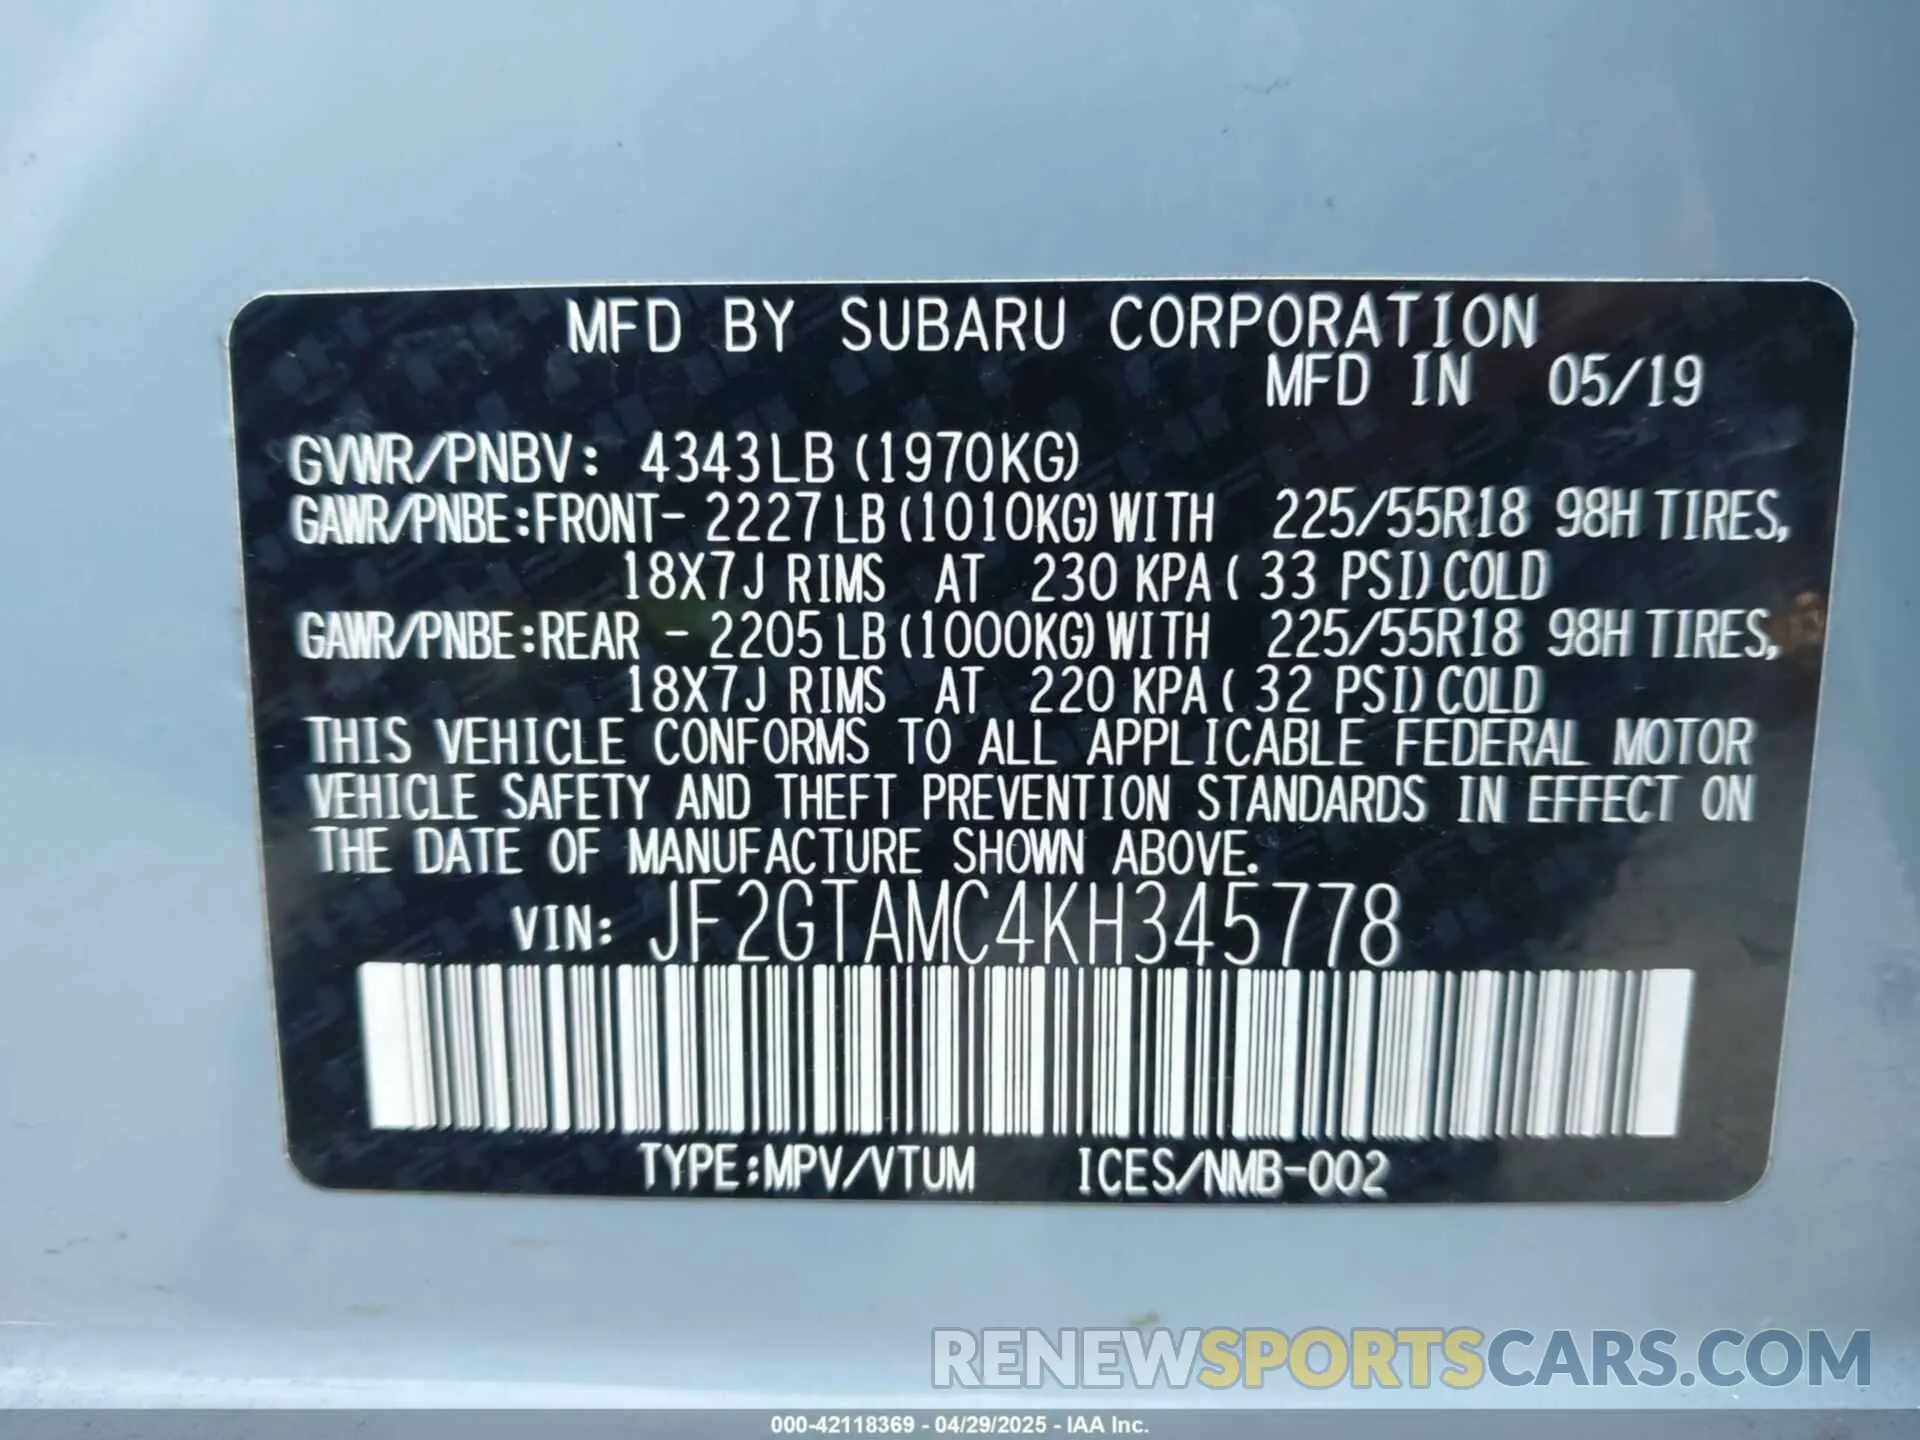 MFD BY SUBARU CORPORATION
MFD IN 05/19
GVWR/PNBV: 4343LB (1970KG)
GAWR/PNBE:FRONT- 2227LB (1010KG) WITH 225/55R18 98H TIRES,
18X7J RIMS AT 230 KPA ( 33 PSI) COLD
GAWR/PNBE:REAR - 2205LB (1000KG) WITH 225/55R18 98H TIRES,
18X7J RIMS AT 220 KPA ( 32 PSI) COLD
THIS VEHICLE CONFORMS TO ALL APPLICABLE FEDERAL MOTOR
VEHICLE SAFETY AND THEFT PREVENTION STANDARDS IN EFFECT ON
THE DATE OF MANUFACTURE SHOWN ABOVE.
VIN: JF2GTAMC4KH345778
TYPE:MPV/VTUM ICES/NMB-002
RENEWSPORTSCARS.COM
000-42118369 - 04/29/2025 - IAA Inc.